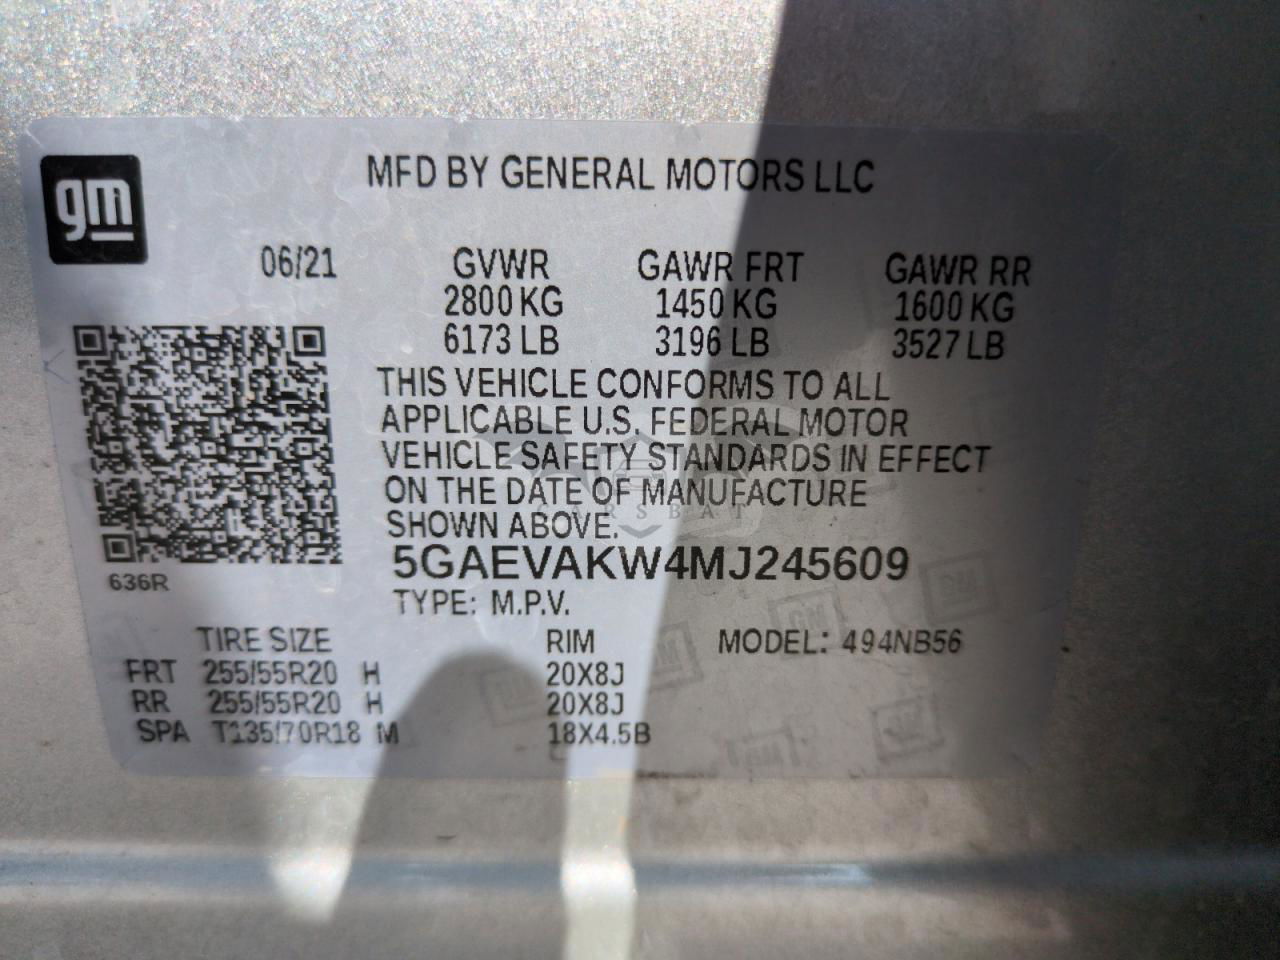 gm
MFD BY GENERAL MOTORS LLC
06/21 GVWR GAWR FRT GAWR RR
2800 KG 1450 KG 1600 KG
6173 LB 3196 LB 3527 LB
THIS VEHICLE CONFORMS TO ALL
APPLICABLE U.S. FEDERAL MOTOR
VEHICLE SAFETY STANDARDS IN EFFECT
ON THE DATE OF MANUFACTURE
SHOWN ABOVE.
CARSBAT
5GAEVAKW4MJ245609
636R
TYPE: M.P.V.
TIRE SIZE RIM MODEL: 494NB56
FRT 255/55R20 H 20X8J
RR 255/55R20 H 20X8J
SPA T135/70R18 M 18X4.5B